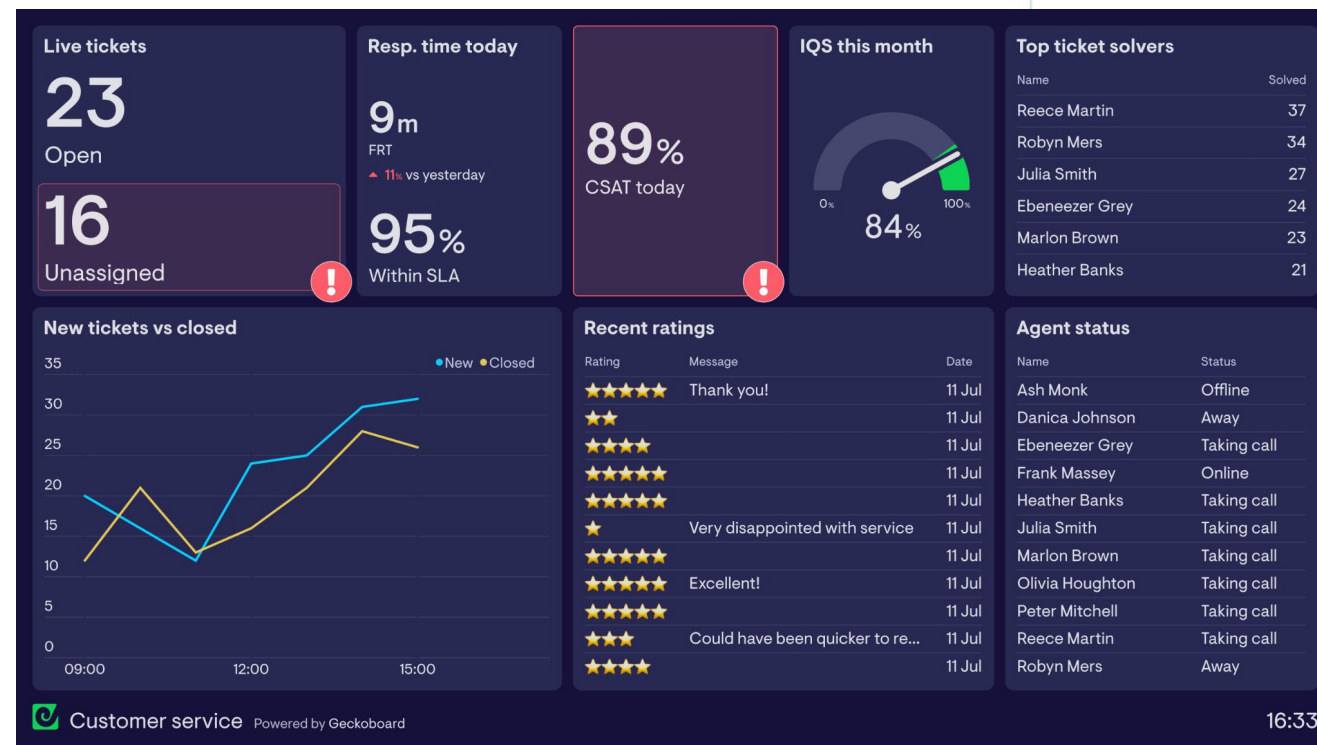 Live tickets
23
Open
16
Unassigned
!
Resp. time today
9m
FRT
11% vs yesterday
95%
Within SLA
89%
CSAT today
!
IQS this month
0%
100%
84%
Top ticket solvers
Name Solved
Reece Martin 37
Robyn Mers 34
Julia Smith 27
Ebeneezer Grey 24
Marlon Brown 23
Heather Banks 21
New tickets vs closed
New Closed
35
30
25
20
15
10
5
0
09:00 12:00 15:00
Recent ratings
Rating Message Date
Thank you! 11 Jul
11 Jul
11 Jul
11 Jul
11 Jul
Very disappointed with service 11 Jul
11 Jul
Excellent! 11 Jul
11 Jul
Could have been quicker to re... 11 Jul
11 Jul
Agent status
Name Status
Ash Monk Offline
Danica Johnson Away
Ebeneezer Grey Taking call
Frank Massey Online
Heather Banks Taking call
Julia Smith Taking call
Marlon Brown Taking call
Olivia Houghton Taking call
Peter Mitchell Taking call
Reece Martin Taking call
Robyn Mers Away
Customer service Powered by Geckoboard
16:33